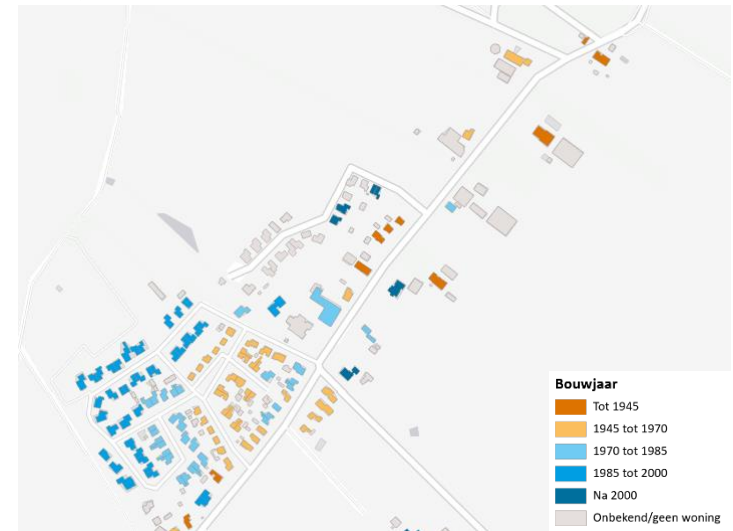 Bouwjaar
Tot 1945
1945 tot 1970
1970 tot 1985
1985 tot 2000
Na 2000
Onbekend/geen woning